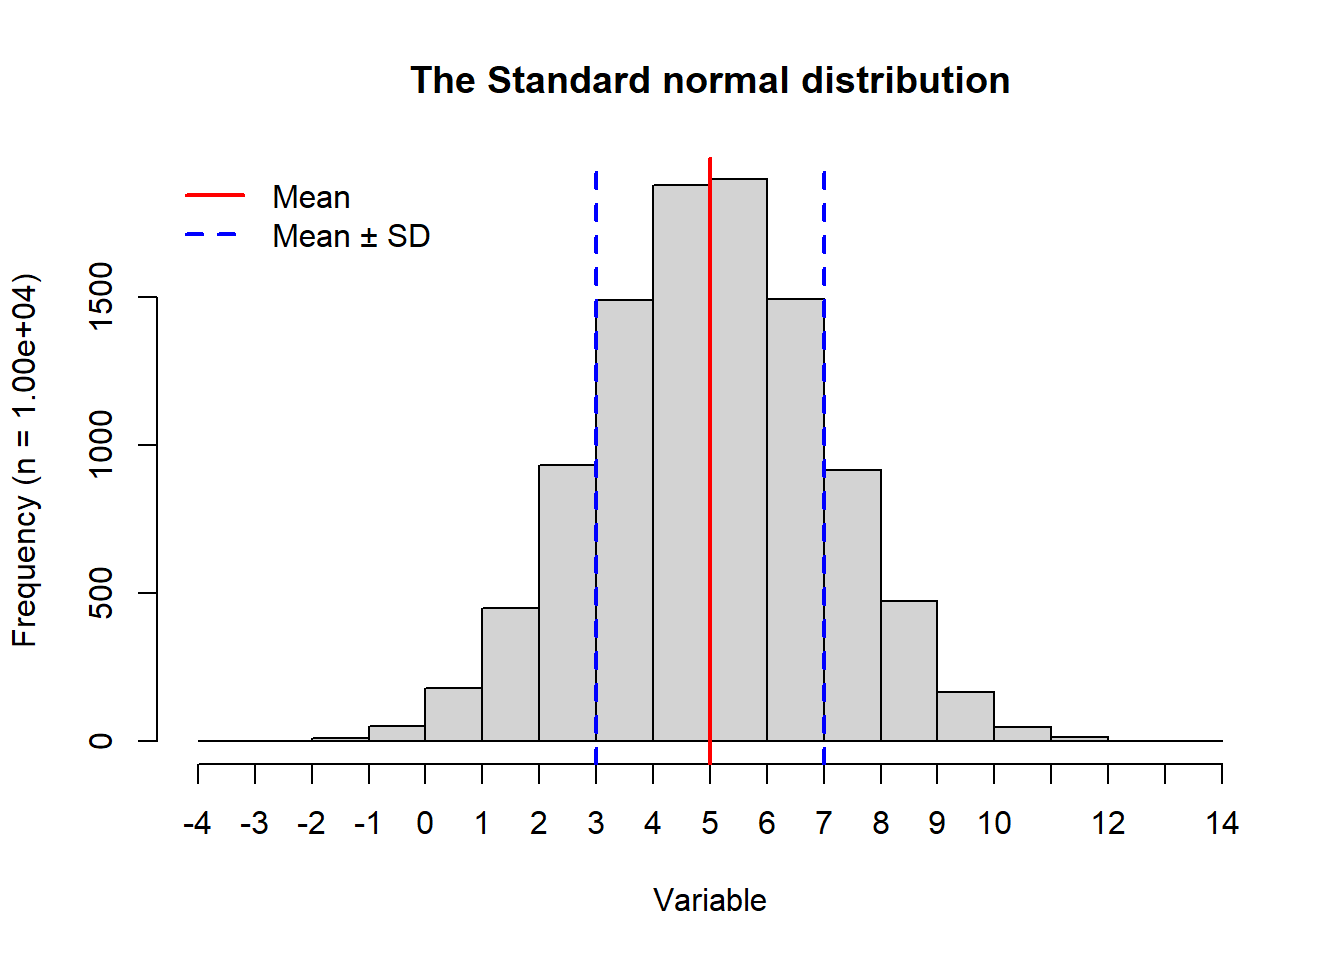 The Standard normal distribution
Mean
Mean ± SD
Frequency (n = 1.00e+04)
1500
1000
500
0
-4 -3 -2 -1 0 1 2 3 4 5 6 7 8 9 10 12 14
Variable